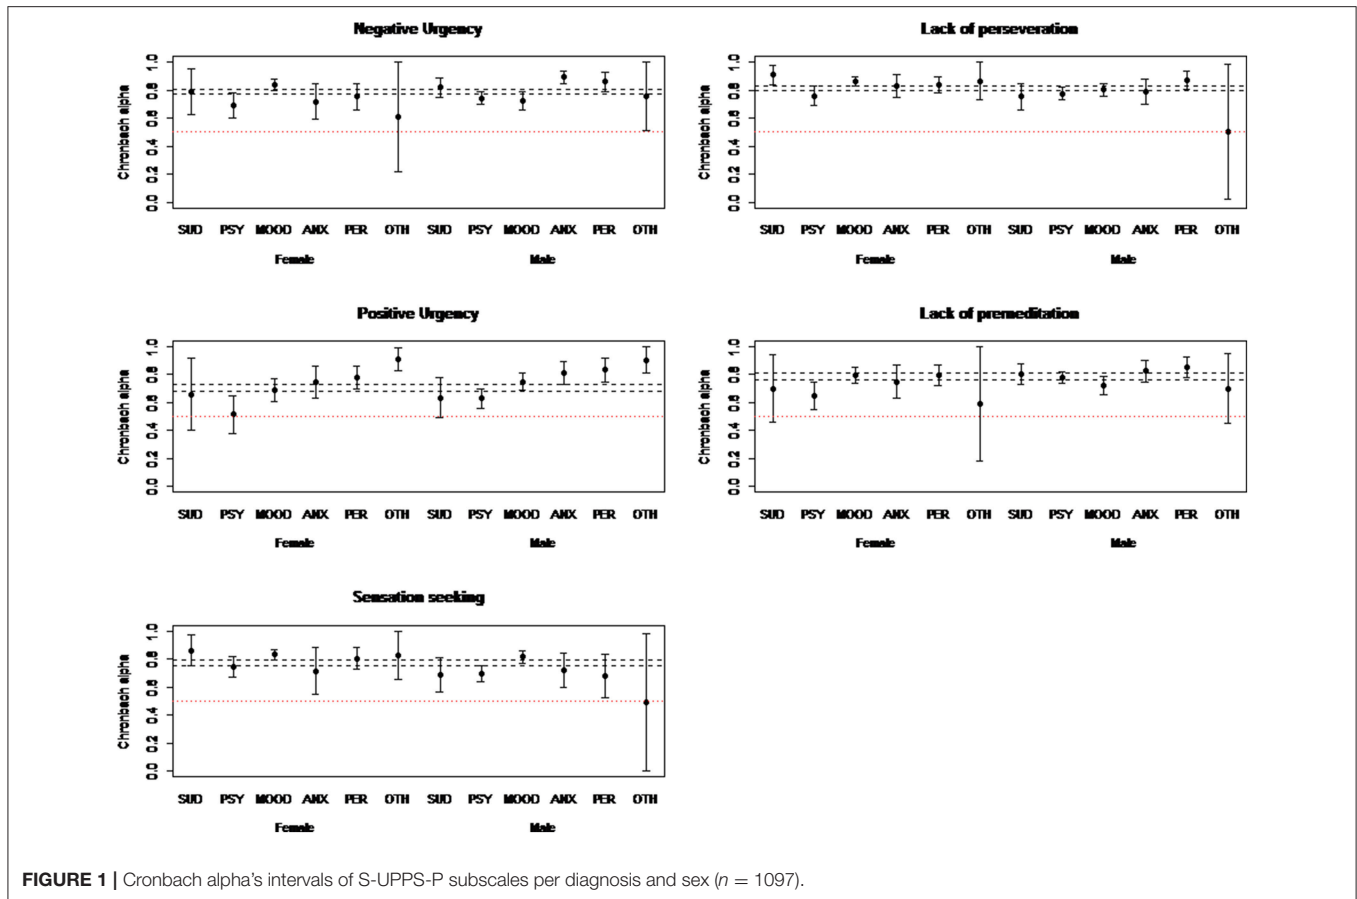 Negative Urgency
Chronbach alpha
1.0
0.8
0.6
0.4
0.2
0.0
SUD PSY MOOD ANX PER OTH SUD PSY MOOD ANX PER OTH
Female Male
Lack of perseveration
Chronbach alpha
1.0
0.8
0.6
0.4
0.2
0.0
SUD PSY MOOD ANX PER OTH SUD PSY MOOD ANX PER OTH
Female Male
Positive Urgency
Chronbach alpha
1.0
0.8
0.6
0.4
0.2
0.0
SUD PSY MOOD ANX PER OTH SUD PSY MOOD ANX PER OTH
Female Male
Lack of premeditation
Chronbach alpha
1.0
0.8
0.6
0.4
0.2
0.0
SUD PSY MOOD ANX PER OTH SUD PSY MOOD ANX PER OTH
Female Male
Sensation seeking
Chronbach alpha
1.0
0.8
0.6
0.4
0.2
0.0
SUD PSY MOOD ANX PER OTH SUD PSY MOOD ANX PER OTH
Female Male
FIGURE 1 | Cronbach alpha's intervals of S-UPPS-P subscales per diagnosis and sex (n = 1097).